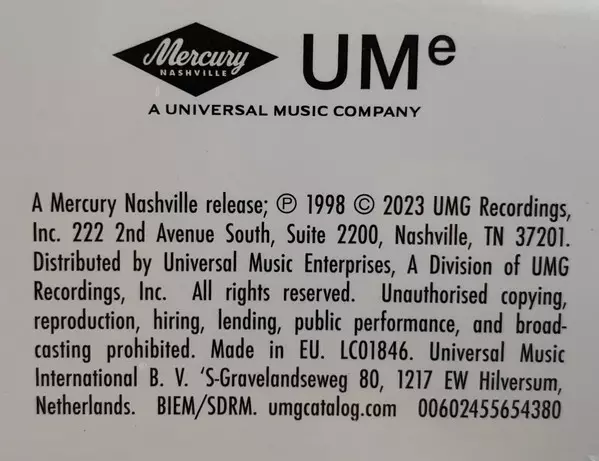 Mercury
NASHVILLE
UMe
A UNIVERSAL MUSIC COMPANY
A Mercury Nashville release; ℗ 1998 © 2023 UMG Recordings,
Inc. 222 2nd Avenue South, Suite 2200, Nashville, TN 37201.
Distributed by Universal Music Enterprises, A Division of UMG
Recordings, Inc. All rights reserved. Unauthorised copying,
reproduction, hiring, lending, public performance, and broad-
casting prohibited. Made in EU. LC01846. Universal Music
International B. V. ‘S-Gravelandseweg 80, 1217 EW Hilversum,
Netherlands. BIEM/SDRM. umgcatalog.com 00602455654380